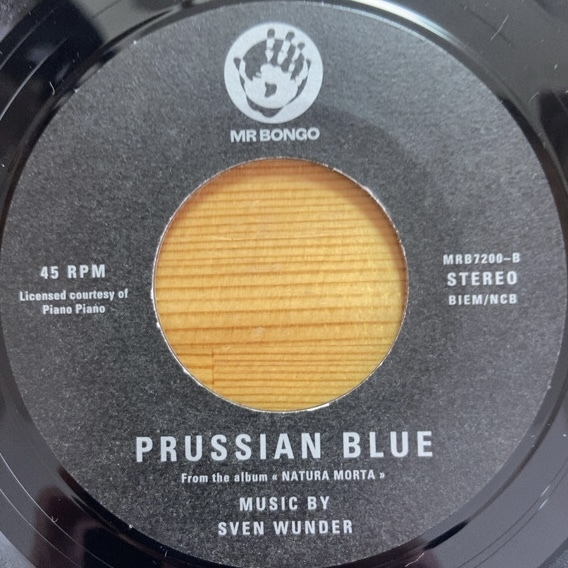 MR BONGO
45 RPM
Licensed courtesy of
Piano Piano
MRB7200-B
STEREO
BIEM/NCB
PRUSSIAN BLUE
From the album « NATURA MORTA »
MUSIC BY
SVEN WUNDER